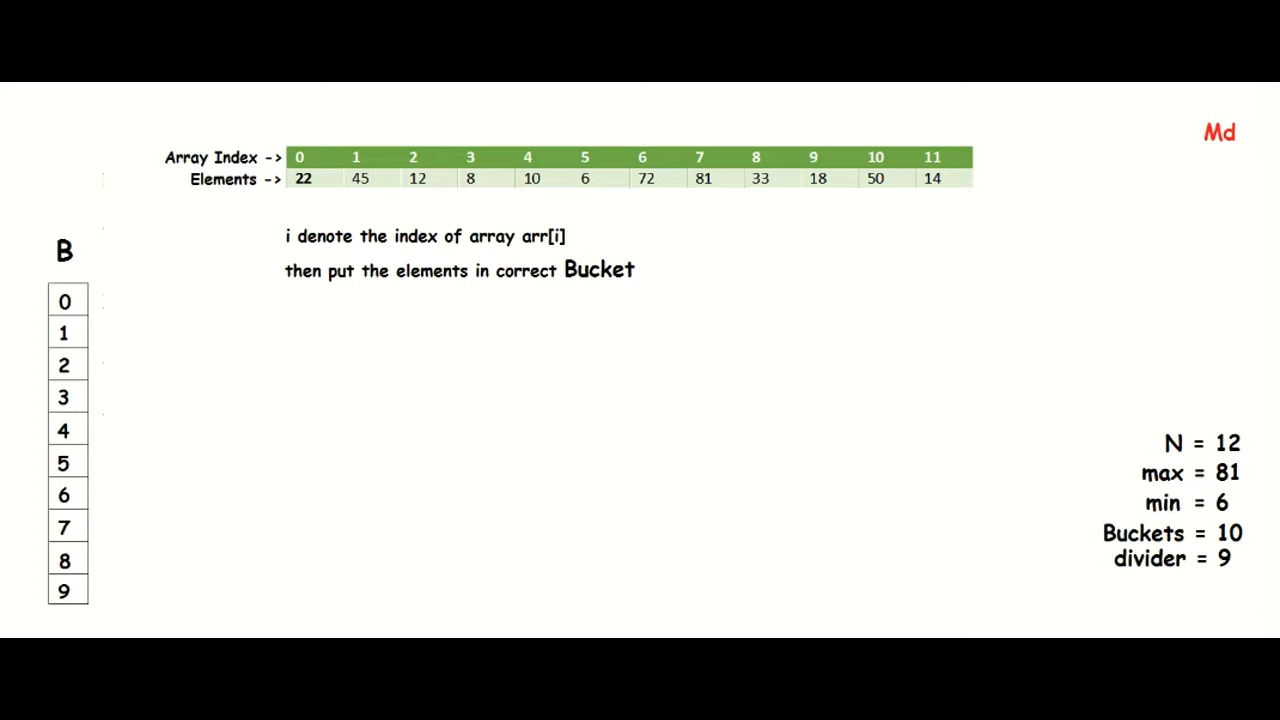 Md
Array Index -> 0 1 2 3 4 5 6 7 8 9 10 11
Elements -> 22 45 12 8 10 6 72 81 33 18 50 14
i denote the index of array arr[i]
then put the elements in correct Bucket
B
0
1
2
3
4
5
6
7
8
9
N = 12
max = 81
min = 6
Buckets = 10
divider = 9